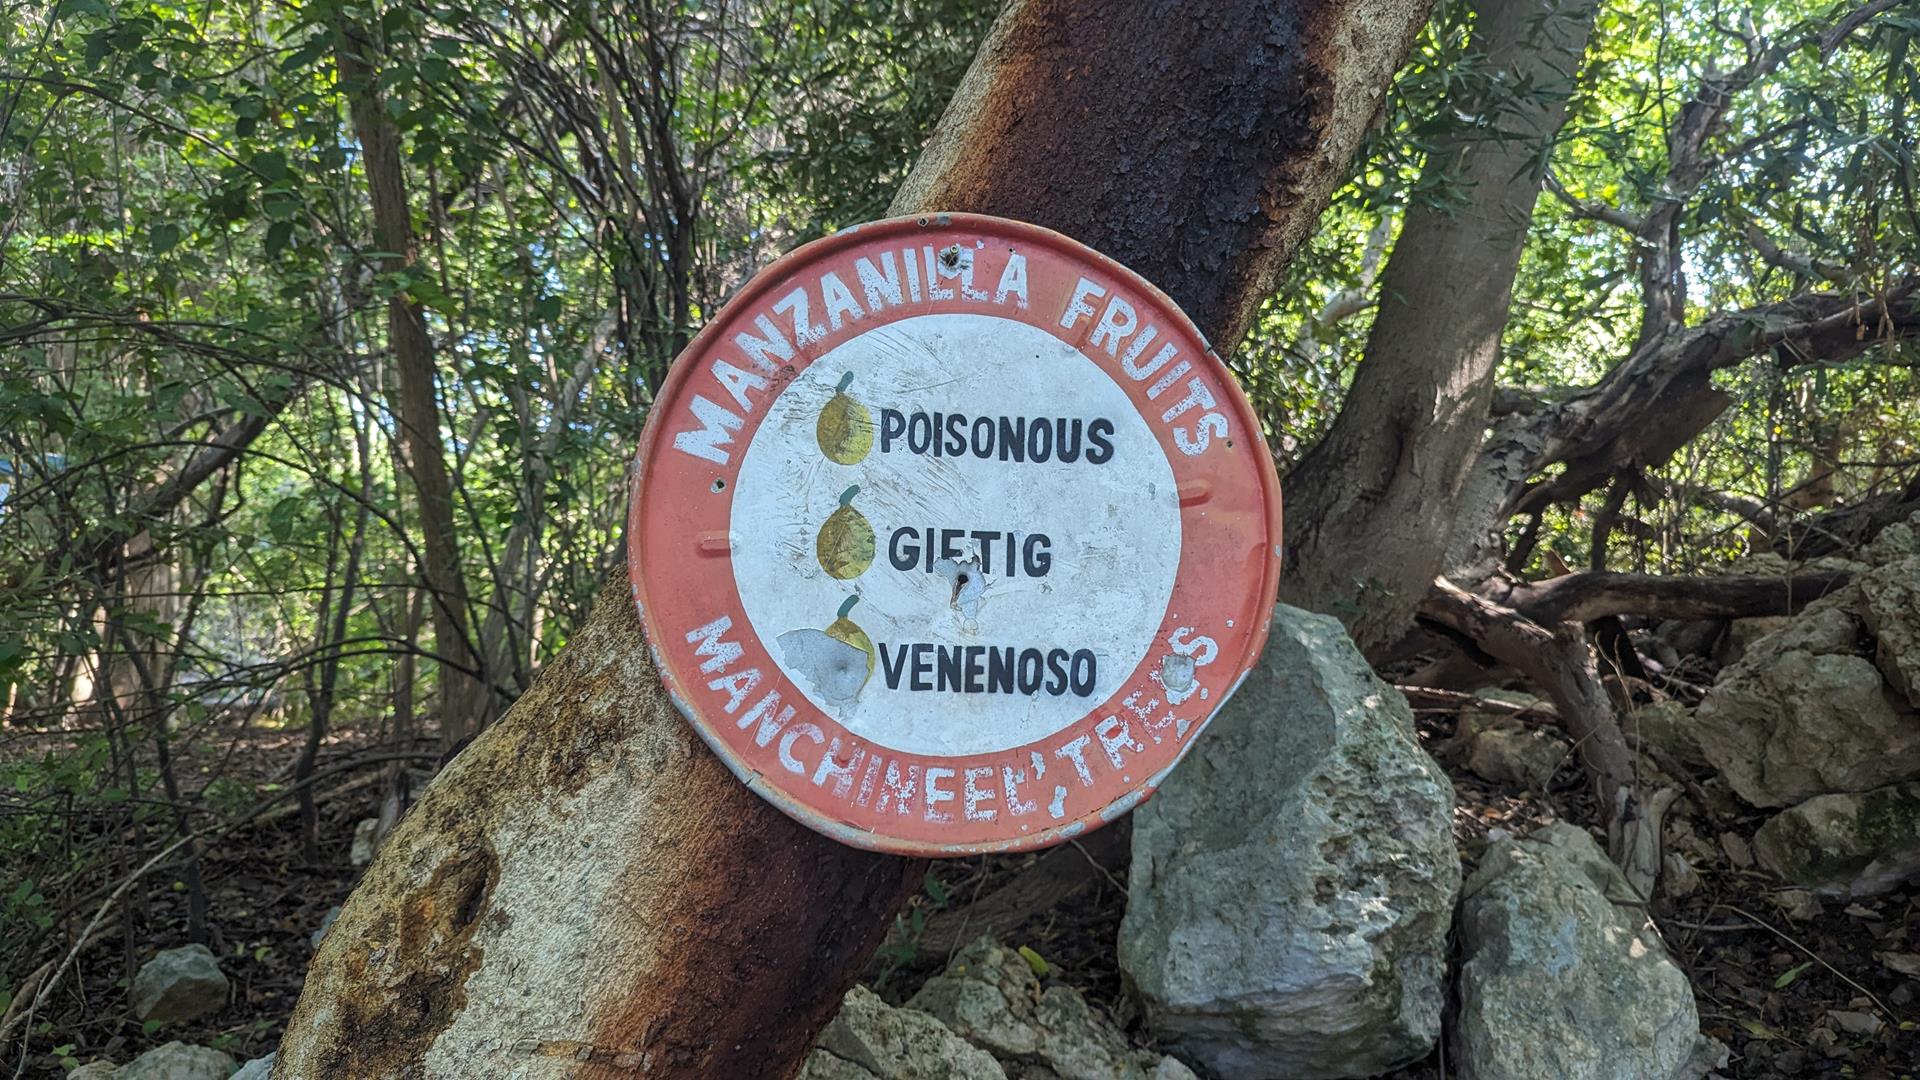 MANZANILLA FRUITS
POISONOUS
GIFTIG
VENENOSO
MANCHINEEL TREES